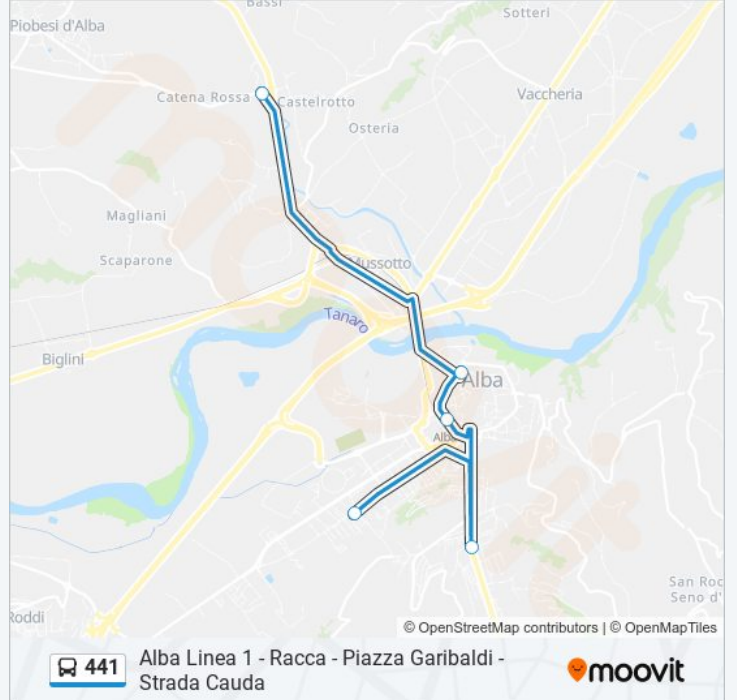 Bassi
Sotteri
Piobesi d'Alba
Vaccheria
Catena Rossa
Castelrotto
Osteria
Magliani
Scaparone
Mussotto
Tanaro
Biglini
Alba
Alba
San Roc
Seno d'
Roddi
© OpenStreetMap contributors | © OpenMapTiles
441
Alba Linea 1 - Racca - Piazza Garibaldi -
Strada Cauda
moovit